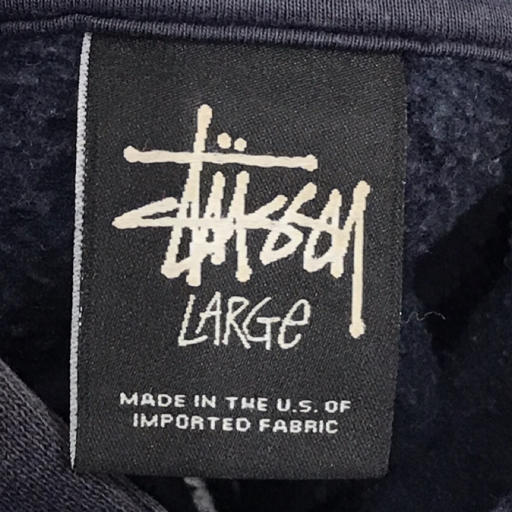 Stüssy
LARGe
MADE IN THE U.S. OF
IMPORTED FABRIC